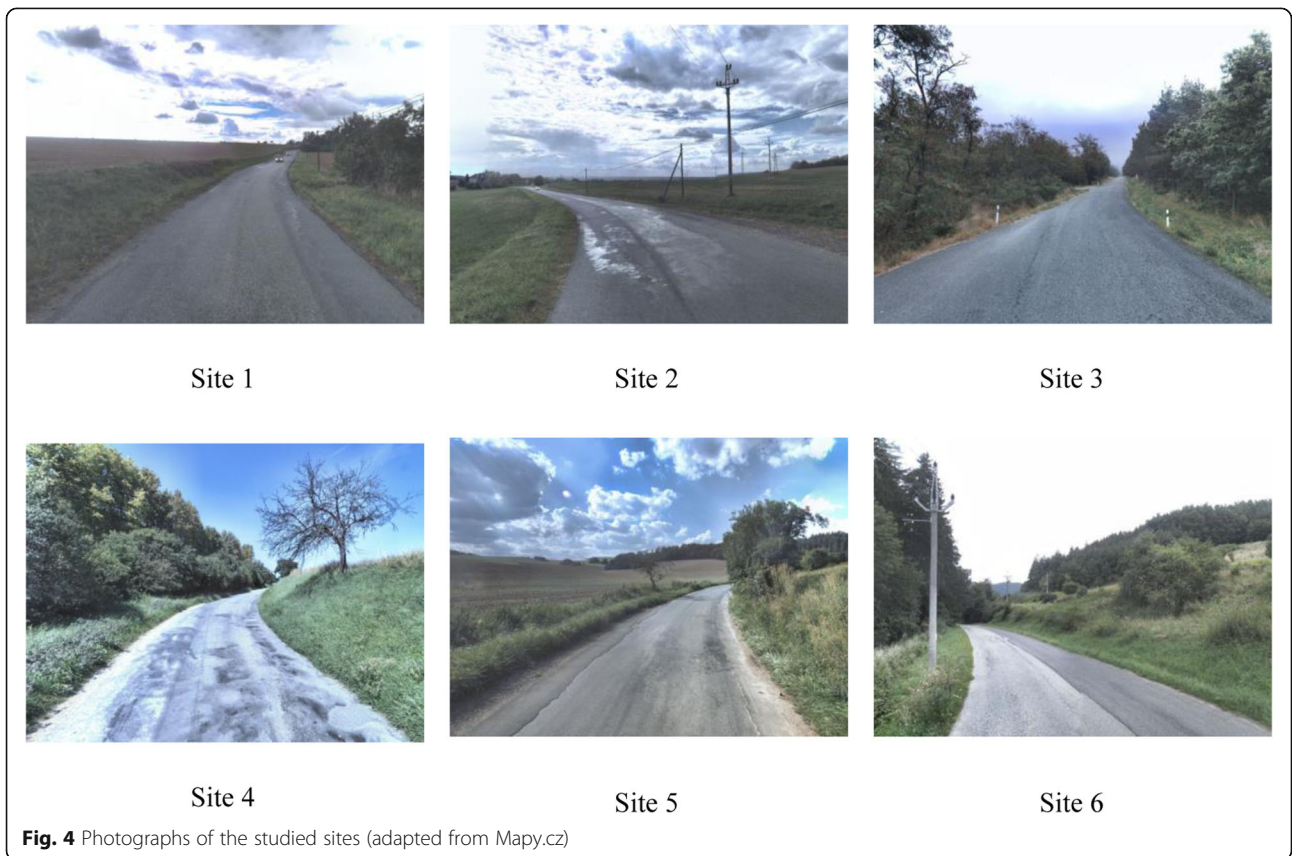 Site 1
Site 2
Site 3
Site 4
Site 5
Site 6
Fig. 4 Photographs of the studied sites (adapted from Mapy.cz)